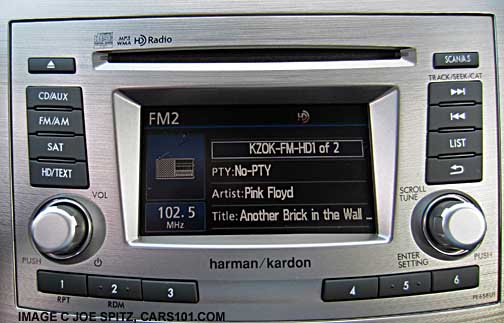 MP3
WMA HD Radio
SCAN/AS
TRACK/SEEK/CAT
CD/AUX
FM/AM
SAT
HD/TEXT
LIST
FM2 HD
KZOK-FM-HD1 of 2
PTY:No-PTY
Artist:Pink Floyd
102.5
MHz
Title:Another Brick in the Wall ...
VOL
PUSH
SCROLL
TUNE
ENTER
SETTING
PUSH
harman/kardon
1 2 3 4 5 6
RPT RDM
IMAGE C JOE SPITZ, CARS101.COM